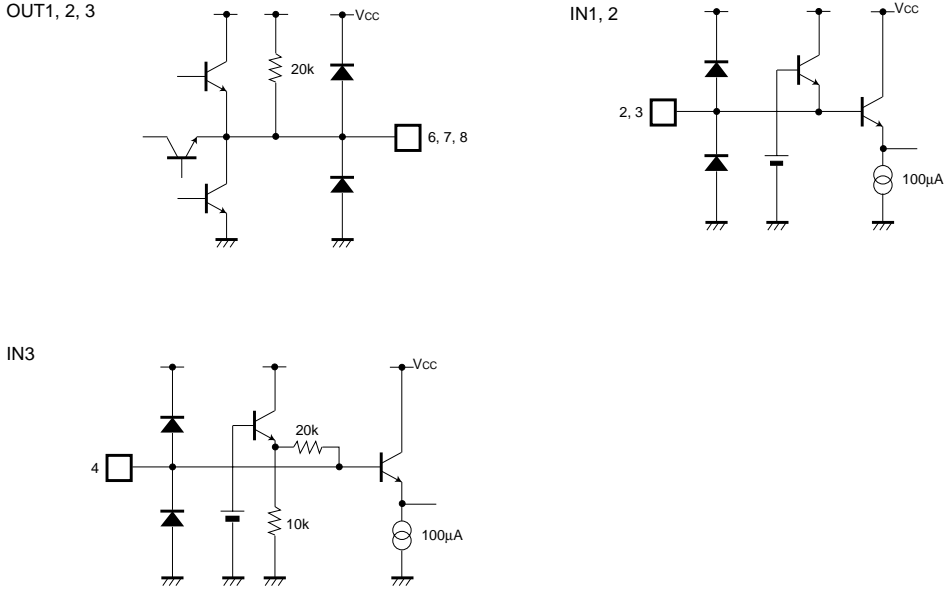 OUT1, 2, 3
VCC
20k
6, 7, 8
IN1, 2
VCC
2, 3
100μA
IN3
VCC
20k
4
10k
100μA